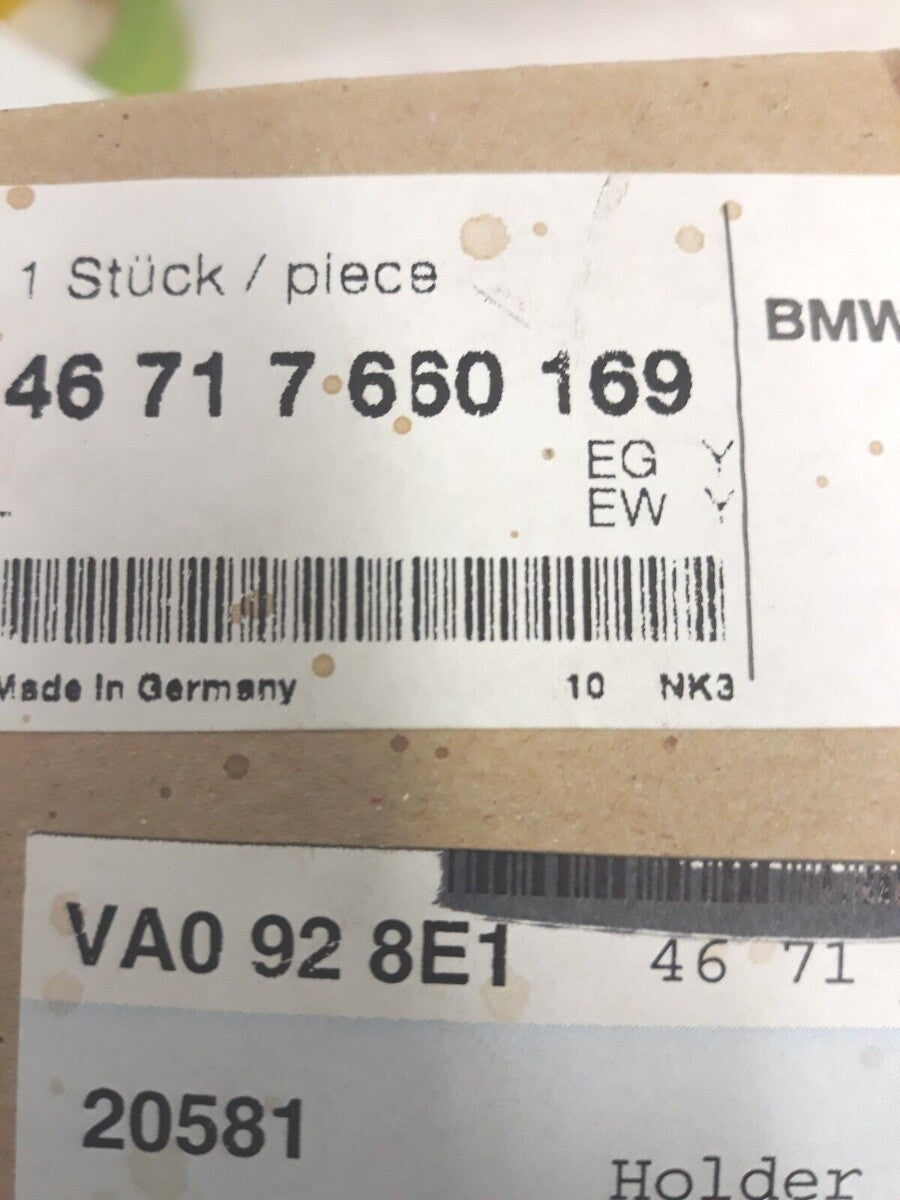 1 Stück / piece
BMW
46 71 7 660 169
EG Y
EW Y
Made In Germany 10 NK3
VA0 92 8E1 46 71
20581
Holder